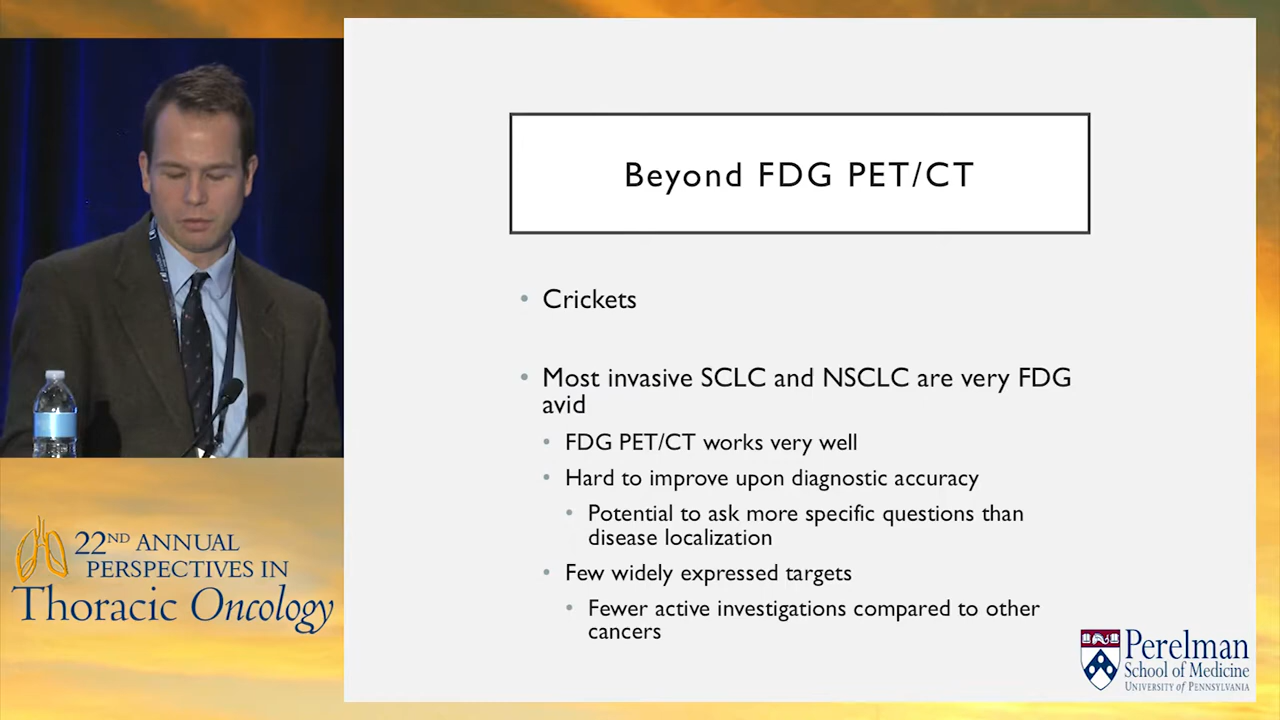 Beyond FDG PET/CT
• Crickets
• Most invasive SCLC and NSCLC are very FDG
avid
• FDG PET/CT works very well
• Hard to improve upon diagnostic accuracy
• Potential to ask more specific questions than
disease localization
• Few widely expressed targets
• Fewer active investigations compared to other
cancers
22ND ANNUAL
PERSPECTIVES IN
Thoracic Oncology
Perelman
School of Medicine
University of Pennsylvania